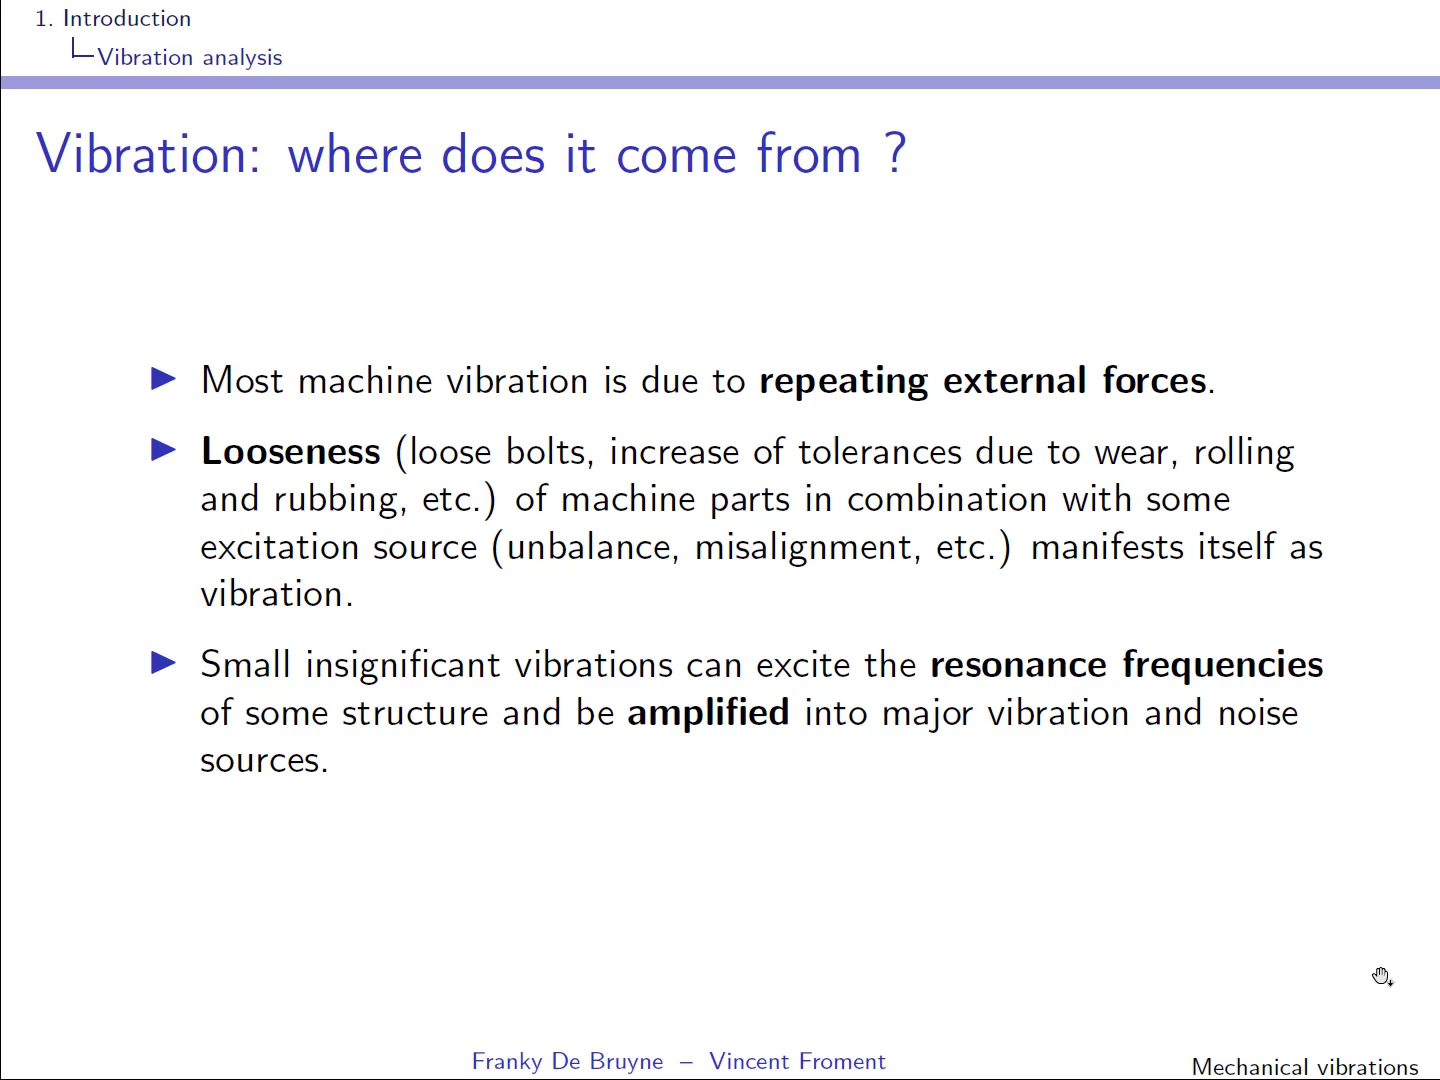 1. Introduction
Vibration analysis
Vibration: where does it come from ?
Most machine vibration is due to repeating external forces.
Looseness (loose bolts, increase of tolerances due to wear, rolling
and rubbing, etc.) of machine parts in combination with some
excitation source (unbalance, misalignment, etc.) manifests itself as
vibration.
Small insignificant vibrations can excite the resonance frequencies
of some structure and be amplified into major vibration and noise
sources.
Franky De Bruyne – Vincent Froment
Mechanical vibrations